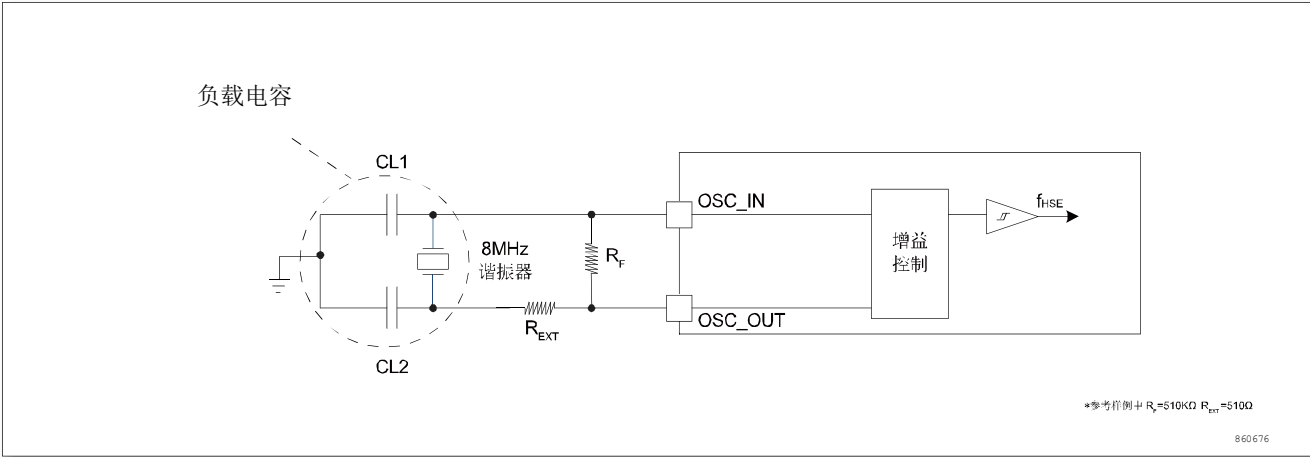 负载电容
CL1
OSC_IN
fHSE
8MHz
谐振器
RF
增益
控制
OSC_OUT
REXT
CL2
*参考样例中 RF=510KΩ REXT=510Ω
860676